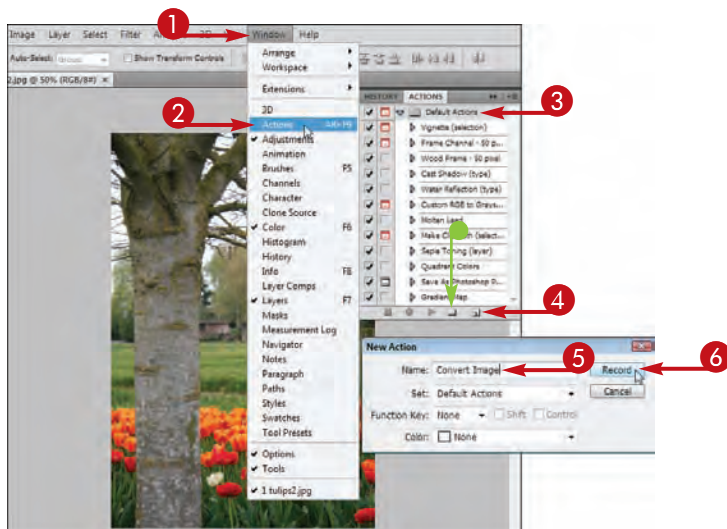 1
Image Layer Select Filter Window Help
Auto-Select: Show Transform Controls
2.jpg @ 50% (RGB/8#) ×
Arrange
Workspace
Extensions
3D
2
Actions Alt+F9
Adjustments
Animation
Brushes F5
Channels
Character
Clone Source
Color F6
Histogram
History
Info F8
Layer Comps
Layers F7
Masks
Measurement Log
Navigator
Notes
Paragraph
Paths
Styles
Swatches
Tool Presets
Options
Tools
1 tulips2.jpg
HISTORY ACTIONS
Default Actions
3
Vignette (selection)
Frame Channel - 50 p...
Wood Frame - 50 pixel
Cast Shadow (type)
Water Reflection (type)
Custom RGB to Grays...
Molten Lead
Make (select...
Sepia Toning (layer)
Quadrant Colors
Save As Photoshop P...
Gradient Map
4
New Action
Name: Convert Image
5
Record
6
Set: Default Actions
Cancel
Function Key: None Shift Control
Color: None